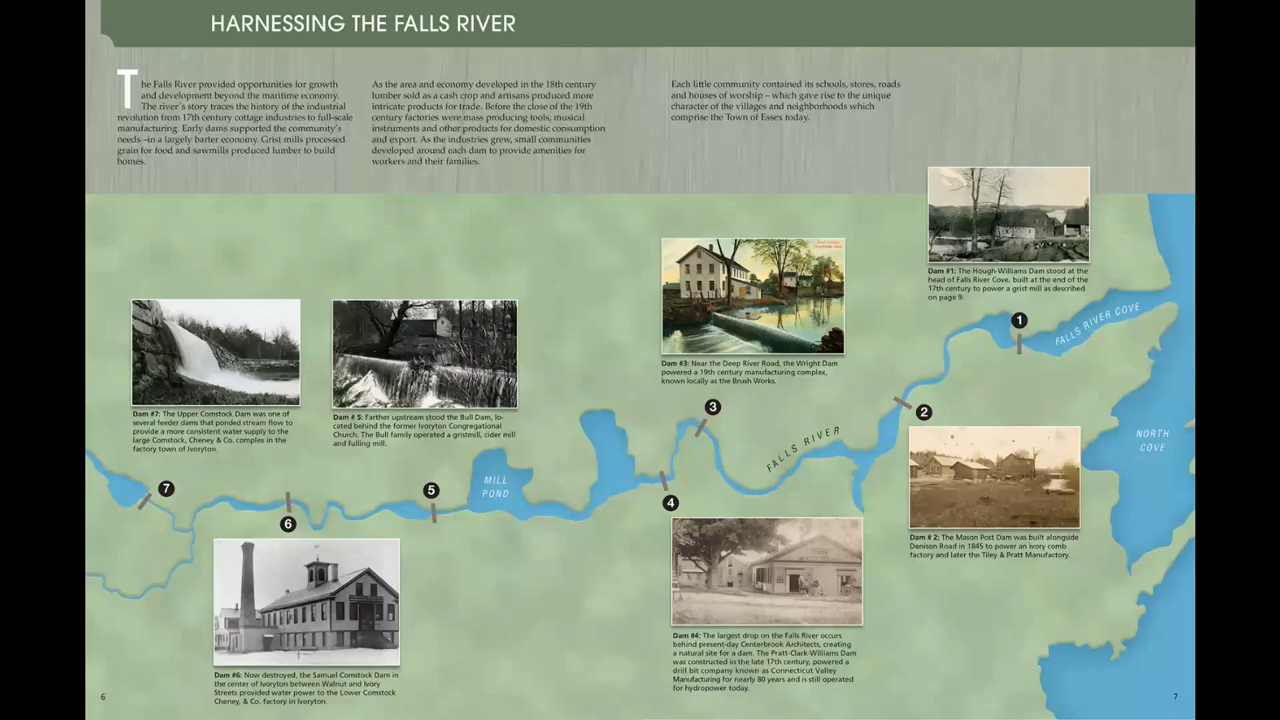 HARNESSING THE FALLS RIVER
The Falls River provided opportunities for growth
and development beyond the maritime economy.
The river's story traces the history of the industrial
revolution from 17th century cottage industries to full-scale
manufacturing. Early dams supported the community's
needs –in a largely barter economy. Grist mills processed
grain for food and sawmills produced lumber to build
homes.
As the area and economy developed in the 18th century
lumber sold as a cash crop and artisans produced more
intricate products for trade. Before the close of the 19th
century factories were mass producing tools, musical
instruments and other products for domestic consumption
and export. As the industries grew, small communities
developed around each dam to provide amenities for
workers and their families.
Each little community contained its schools, stores, roads
and houses of worship – which gave rise to the unique
character of the villages and neighborhoods which
comprise the Town of Essex today.
Dam #1: The Hough-Williams Dam stood at the
head of Falls River Cove, built at the end of the
17th century to power a grist mill as described
on page 9.
1
FALLS RIVER COVE
Dam #3: Near the Deep River Road, the Wright Dam
powered a 19th century manufacturing complex,
known locally as the Brush Works.
3
2
FALLS RIVER
NORTH
COVE
Dam #7: The Upper Comstock Dam was one of
several feeder dams that ponded stream flow to
provide a more consistent water supply to the
large Comstock, Cheney & Co. complex in the
factory town of Ivoryton.
Dam # 5: Farther upstream stood the Bull Dam, lo-
cated behind the former Ivoryton Congregational
Church. The Bull family operated a gristmill, cider mill
and fulling mill.
7
6
5
MILL
POND
4
Dam # 2: The Mason Post Dam was built alongside
Denison Road in 1845 to power an ivory comb
factory and later the Tiley & Pratt Manufactory.
Dam #4: The largest drop on the Falls River occurs
behind present-day Centerbrook Architects, creating
a natural site for a dam. The Pratt-Clark-Williams Dam
was constructed in the late 17th century, powered a
drill bit company known as Connecticut Valley
Manufacturing for nearly 80 years and is still operated
for hydropower today.
Dam #6: Now destroyed, the Samuel Comstock Dam in
the center of Ivoryton between Walnut and Ivory
Streets provided water power to the Lower Comstock
Cheney, & Co. factory in Ivoryton.
6
7